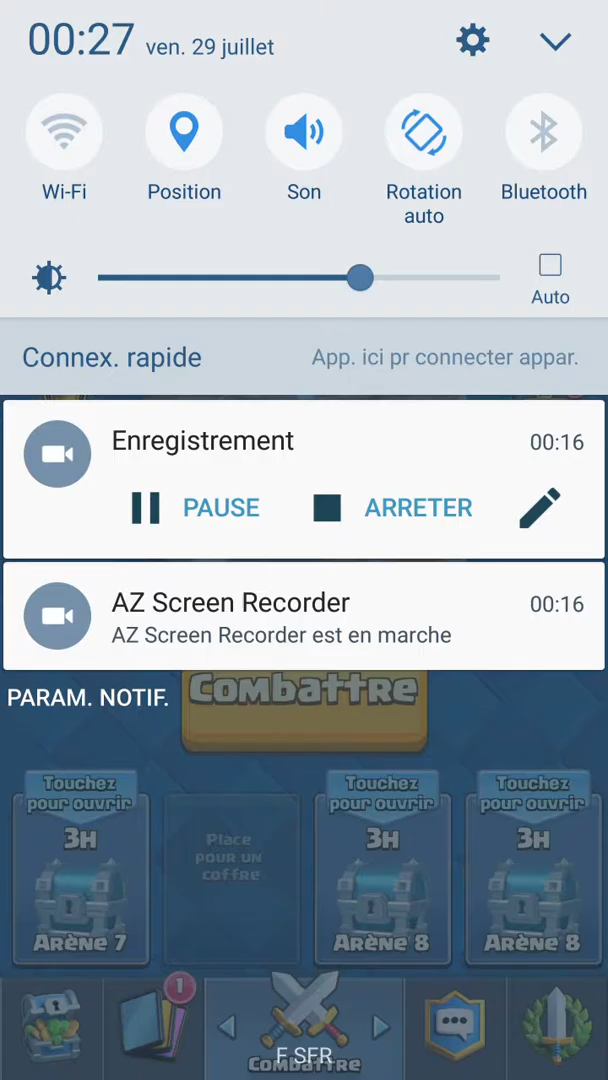 00:27 ven. 29 juillet
Wi-Fi
Position
Son
Rotation
auto
Bluetooth
Auto
Connex. rapide
App. ici pr connecter appar.
Enregistrement
00:16
PAUSE
ARRETER
AZ Screen Recorder
00:16
AZ Screen Recorder est en marche
PARAM. NOTIF.
Combattre
Touchez
pour ouvrir
3H
Arène 7
Place
pour un
coffre
Touchez
pour ouvrir
3H
Arène 8
Touchez
pour ouvrir
3H
Arène 8
1
Combattre
F SFR